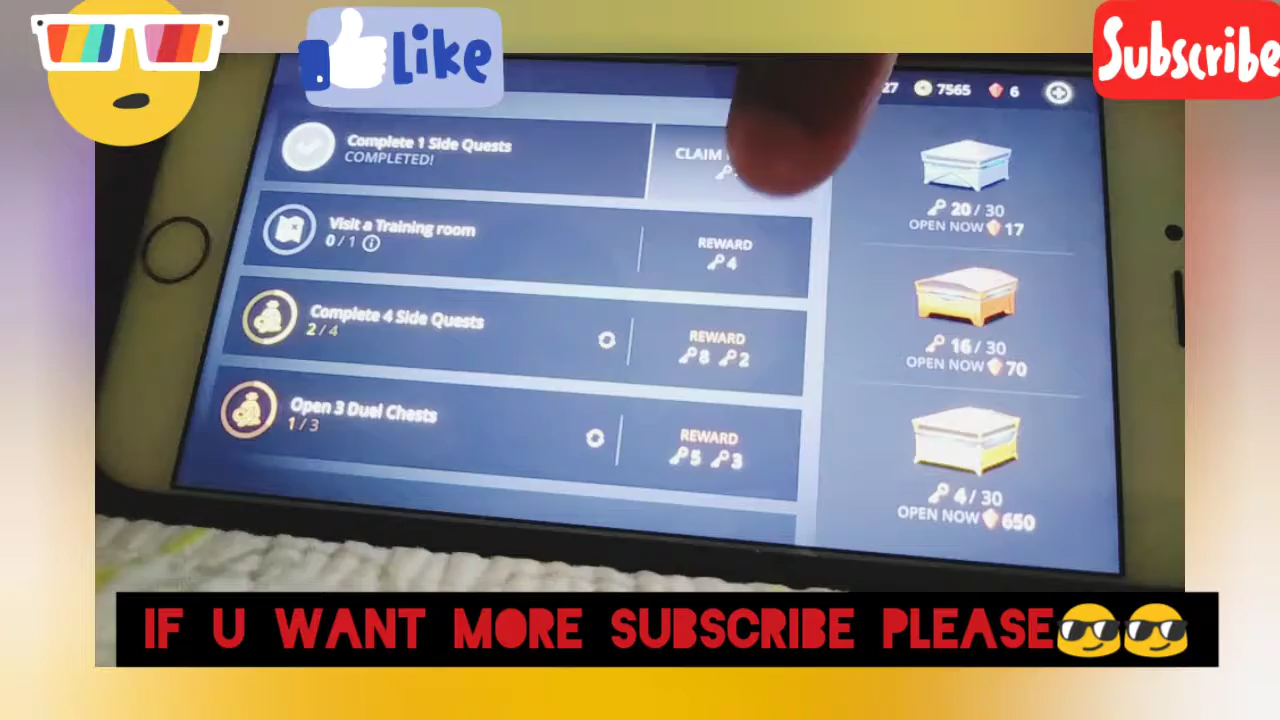 Like
Subscribe
27 7565 6
Complete 1 Side Quests
COMPLETED!
CLAIM
Visit a Training room
0/1
REWARD
4
Complete 4 Side Quests
2/4
REWARD
8 2
Open 3 Duel Chests
1/3
REWARD
5 3
20/30
OPEN NOW 17
16/30
OPEN NOW 70
4/30
OPEN NOW 650
IF U WANT MORE SUBSCRIBE PLEASE